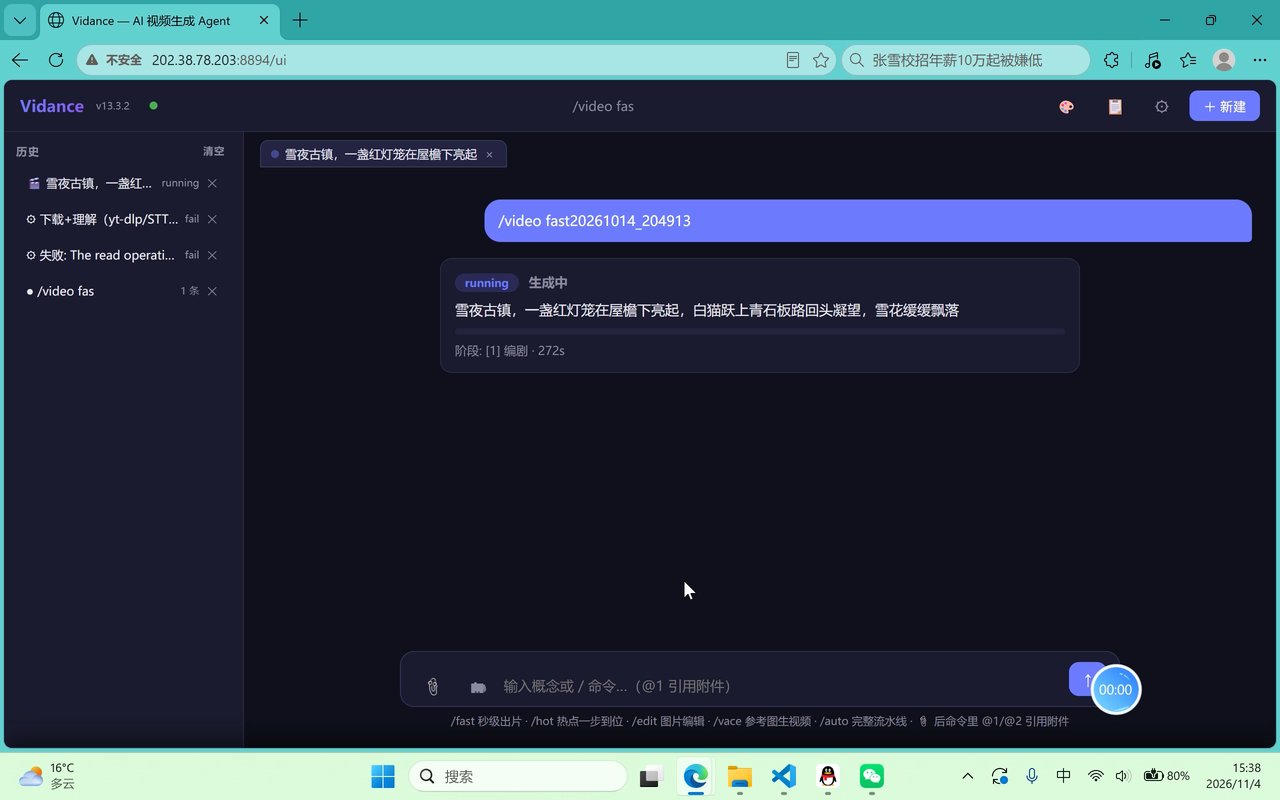 Vidance — AI 视频生成 Agent
不安全 202.38.78.203:8894/ui
张雪校招年薪10万起被嫌低
Vidance v13.3.2
/video fas
+ 新建
历史 清空
雪夜古镇，一盏红... running
下载+理解（yt-dlp/STT... fail
失败: The read operati... fail
/video fas 1 条
雪夜古镇，一盏红灯笼在屋檐下亮起
/video fast20261014_204913
running 生成中
雪夜古镇，一盏红灯笼在屋檐下亮起，白猫跃上青石板路回头凝望，雪花缓缓飘落
阶段: [1] 编剧 · 272s
输入概念或 / 命令...（@1 引用附件）
00:00
/fast 秒级出片 · /hot 热点一步到位 · /edit 图片编辑 · /vace 参考图生视频 · /auto 完整流水线 · 后命令里 @1/@2 引用附件
16°C
多云
搜索
中
80%
15:38
2026/11/4